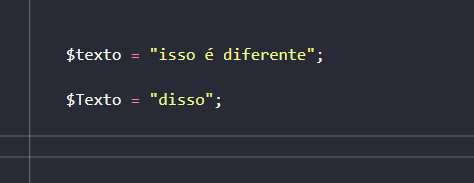 $texto = "isso é diferente";
$Texto = "disso";